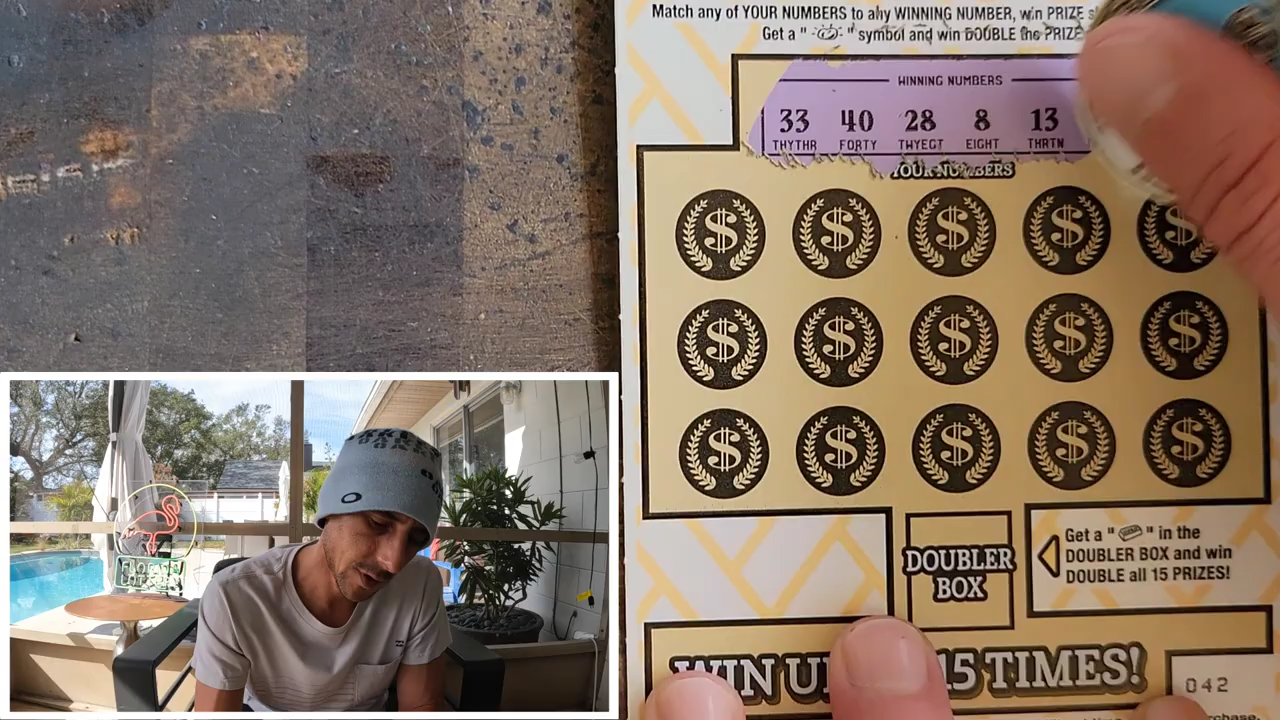 Match any of YOUR NUMBERS to any WINNING NUMBER, win PRIZE
Get a " " symbol and win DOUBLE the PRIZE
WINNING NUMBERS
33 40 28 8 13
THYTHR FORTY TWYEGT EIGHT THRTN
YOUR NUMBERS
$ $ $ $ $
$ $ $ $ $
$ $ $ $ $
DOUBLER
BOX
Get a " " in the
DOUBLER BOX and win
DOUBLE all 15 PRIZES!
WIN 15 TIMES!
042